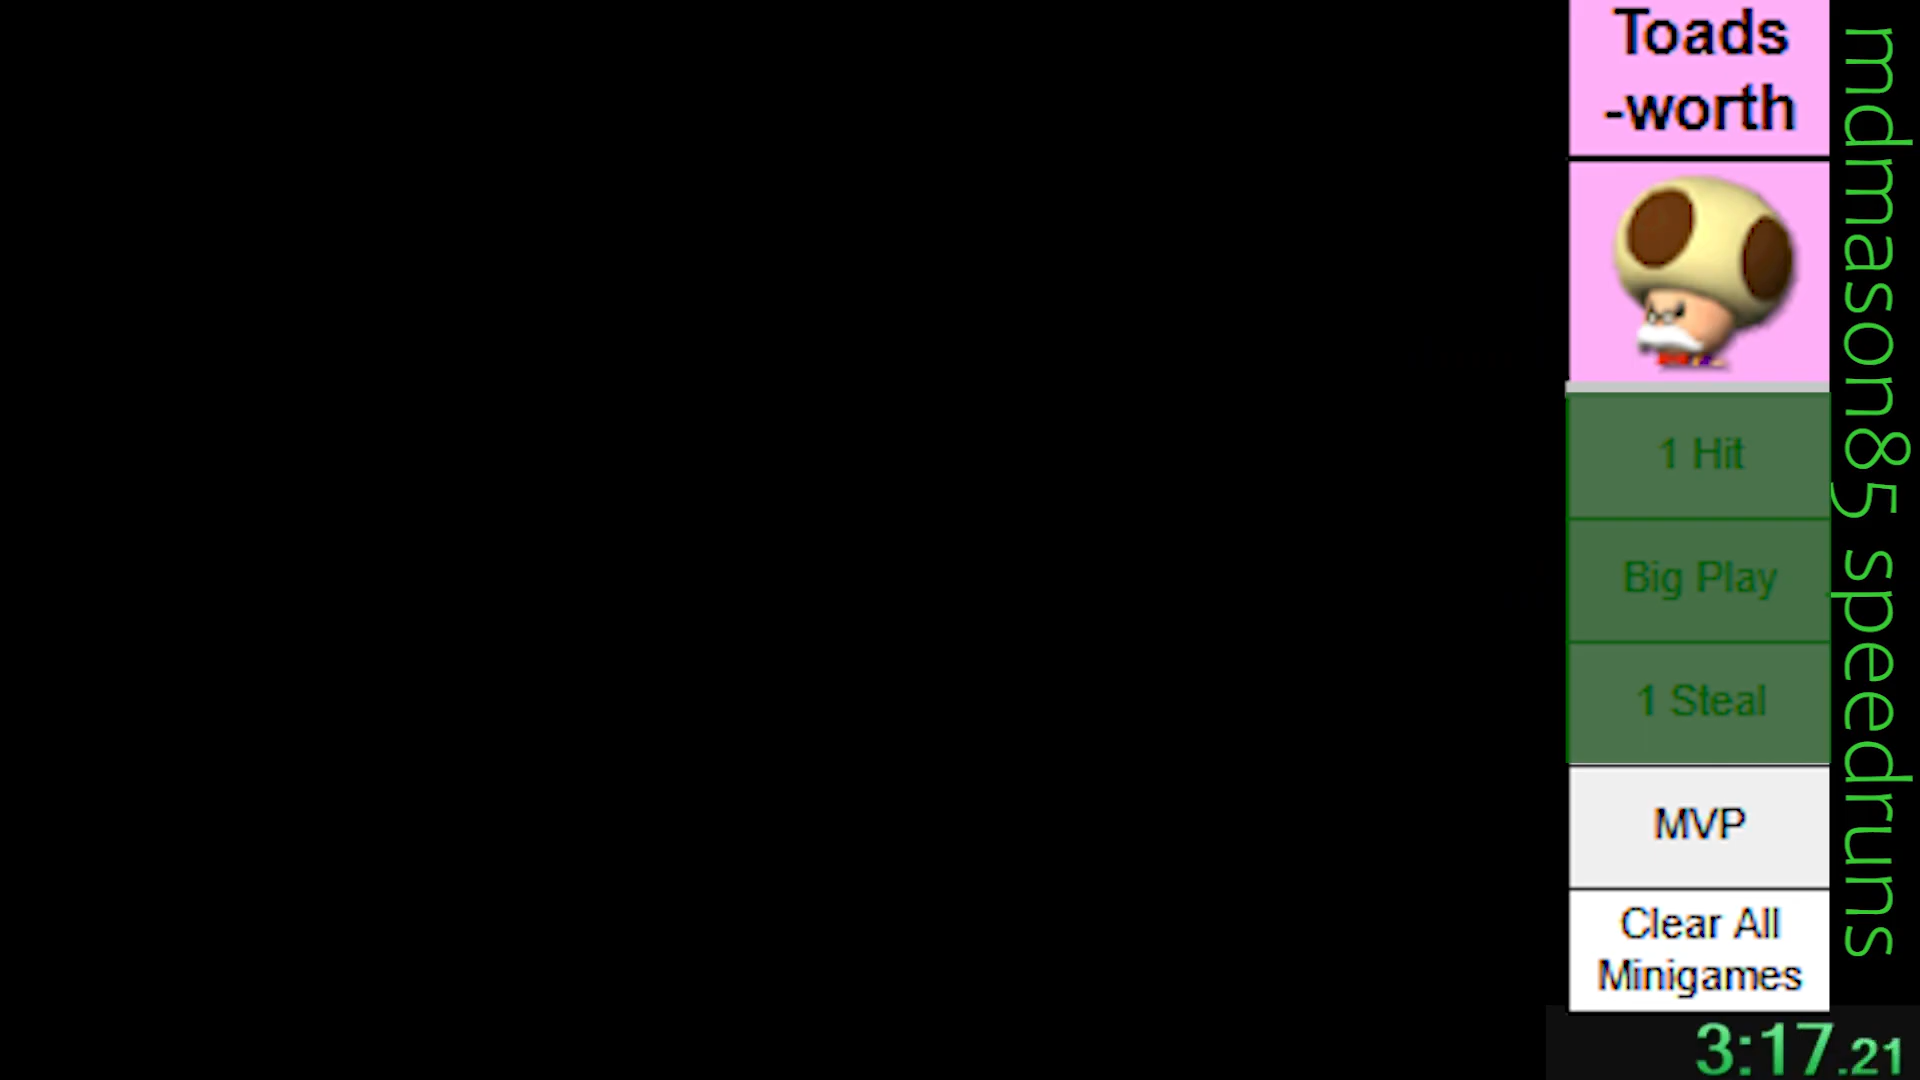 Toads
-worth
1 Hit
Big Play
1 Steal
MVP
Clear All
Minigames
3:17.21
mdmason85 speedruns